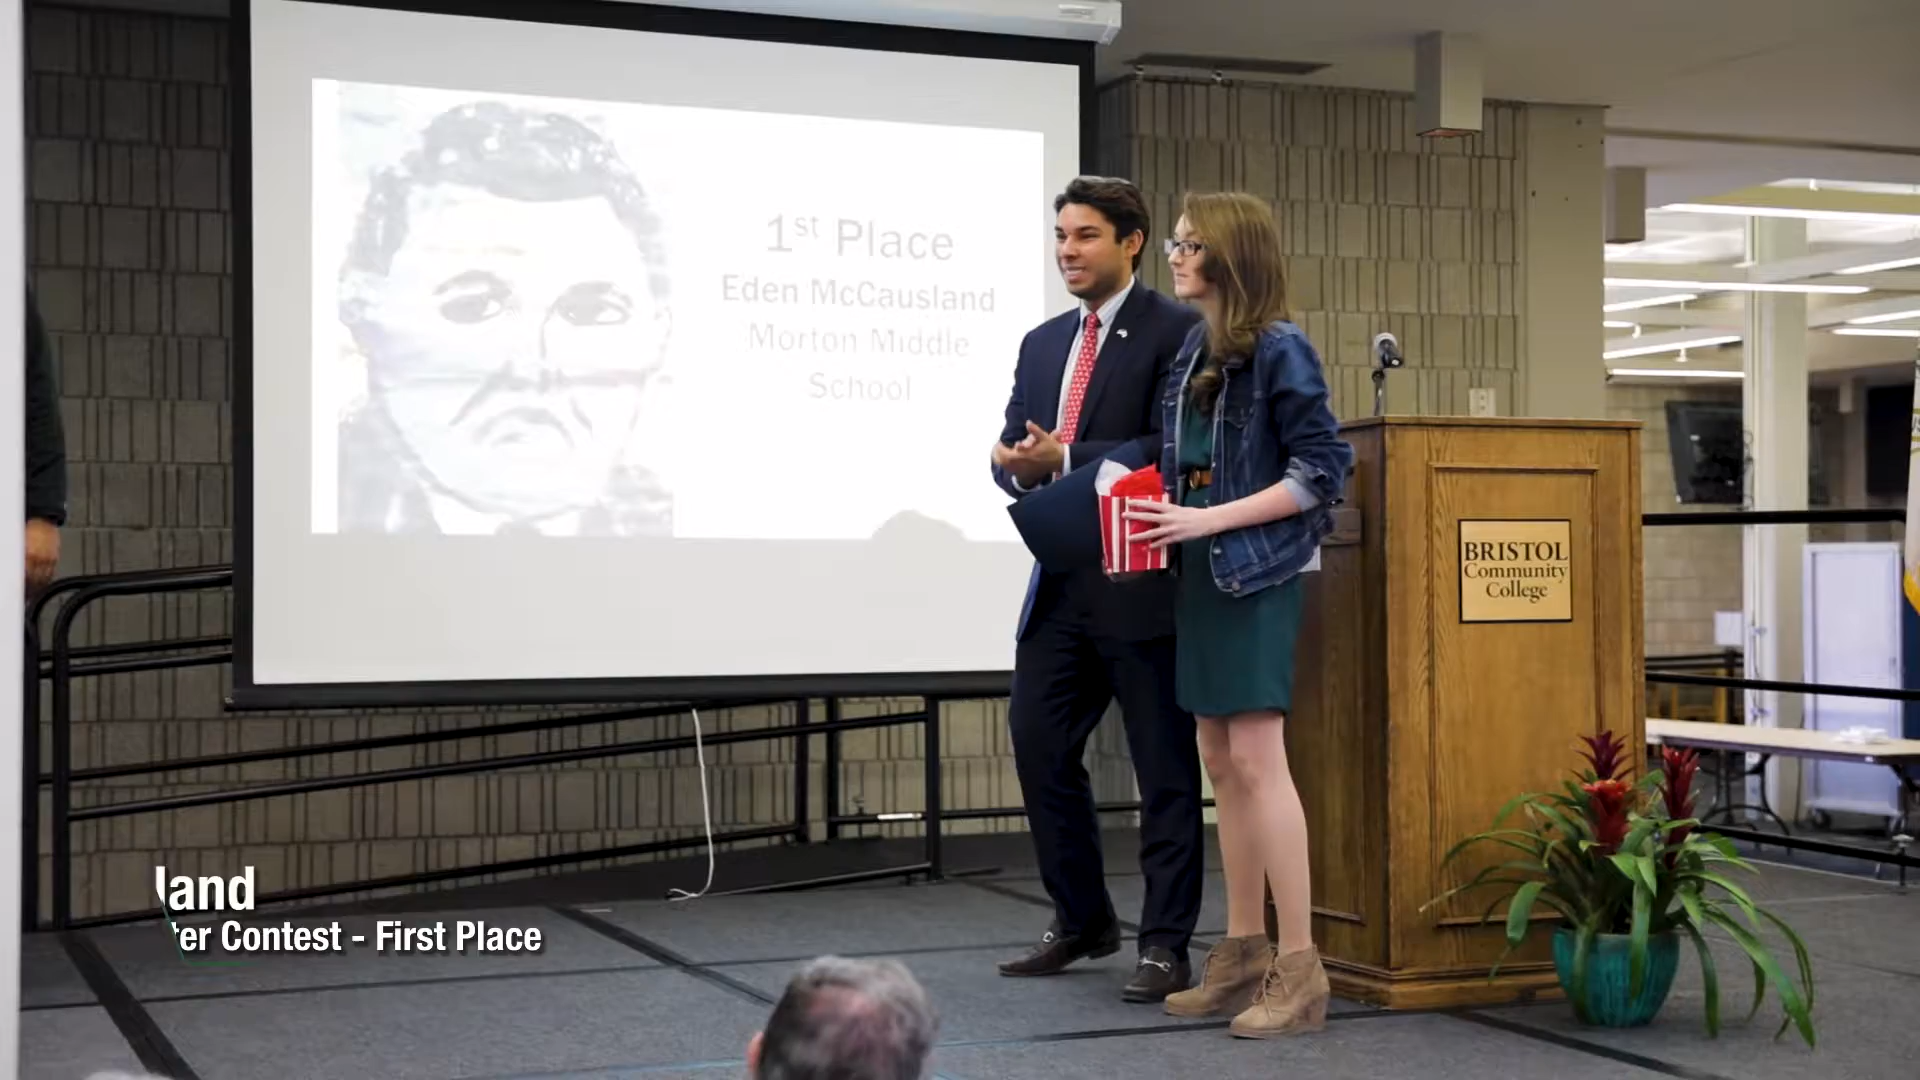 1st Place
Eden McCausland
Morton Middle
School
BRISTOL
Community
College
land
ter Contest - First Place